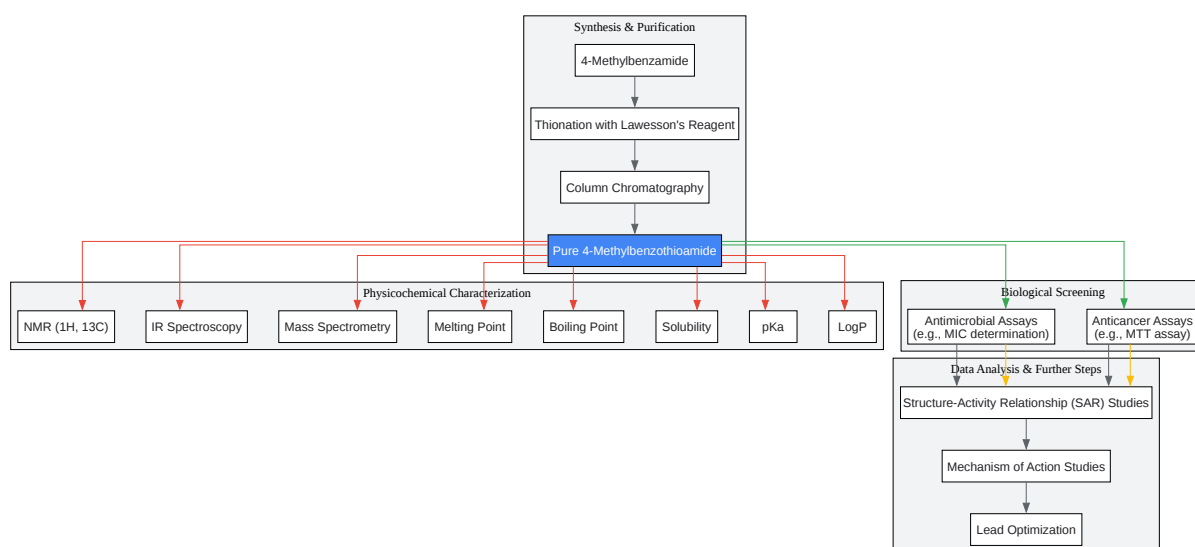 Synthesis & Purification
4-Methylbenzamide
Thionation with Lawesson's Reagent
Column Chromatography
Pure 4-Methylbenzothioamide
Physicochemical Characterization
NMR (1H, 13C)
IR Spectroscopy
Mass Spectrometry
Melting Point
Boiling Point
Solubility
pKa
LogP
Biological Screening
Antimicrobial Assays
(e.g., MIC determination)
Anticancer Assays
(e.g., MTT assay)
Data Analysis & Further Steps
Structure-Activity Relationship (SAR) Studies
Mechanism of Action Studies
Lead Optimization